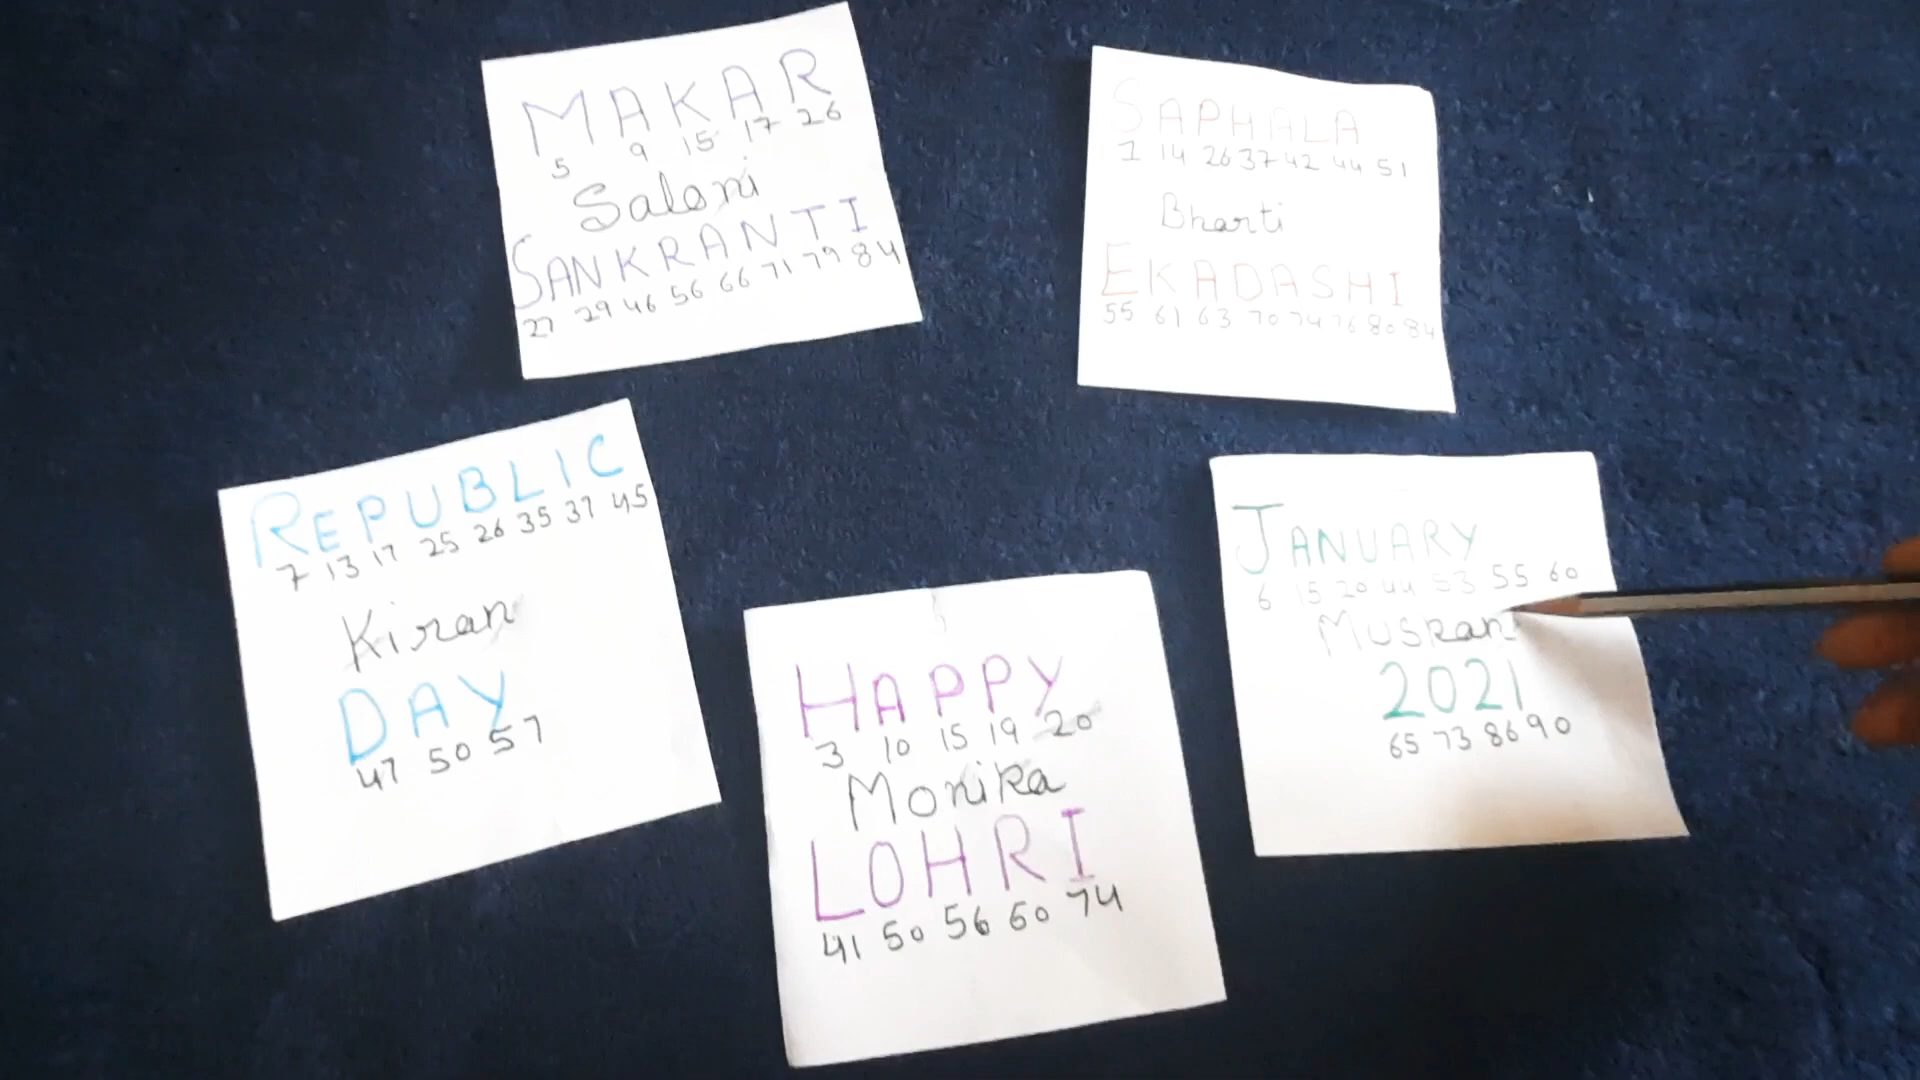 MAKAR
5 9 15 17 26
Saloni
SANKRANTI
27 29 46 56 66 71 79 84
SAPHALA
1 14 26 37 42 44 51
Bharti
EKADASHI
55 61 63 70 74 76 80 84
REPUBLIC
7 13 17 25 26 35 37 45
Kiran
DAY
47 50 57
HAPPY
3 10 15 19 20
Monika
LOHRI
41 50 56 60 74
JANUARY
6 15 20 44 53 55 60
Muskan
2021
65 73 86 90